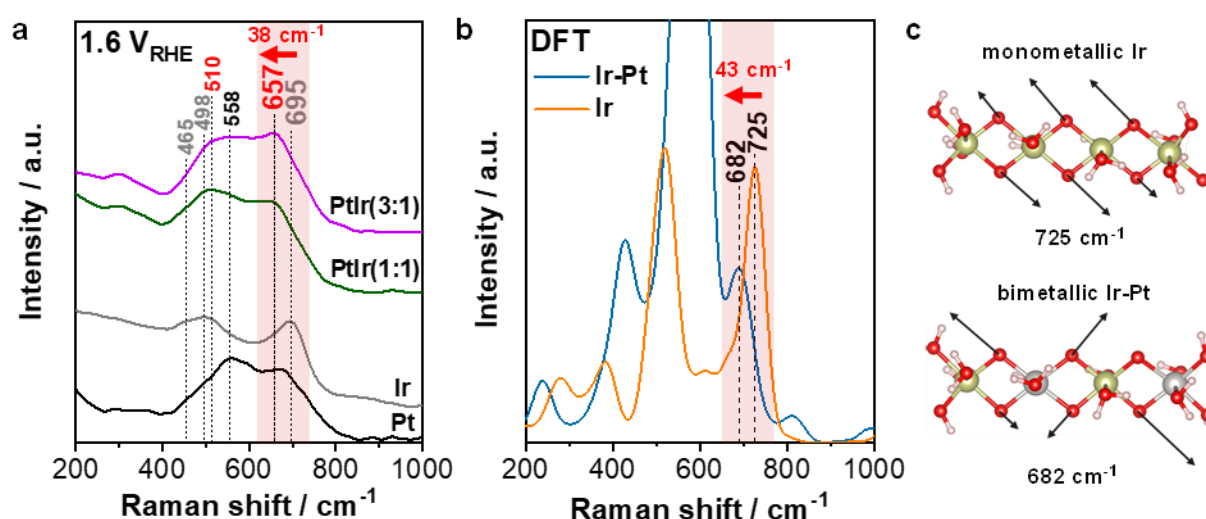 a
1.6 V_RHE
38 cm⁻¹
465
498
510
558
657
695
PtIr(3:1)
PtIr(1:1)
Ir
Pt
Intensity / a.u.
200 400 600 800 1000
Raman shift / cm⁻¹
b
DFT
Ir-Pt
Ir
43 cm⁻¹
682
725
Intensity / a.u.
200 400 600 800 1000
Raman shift / cm⁻¹
c
monometallic Ir
725 cm⁻¹
bimetallic Ir-Pt
682 cm⁻¹